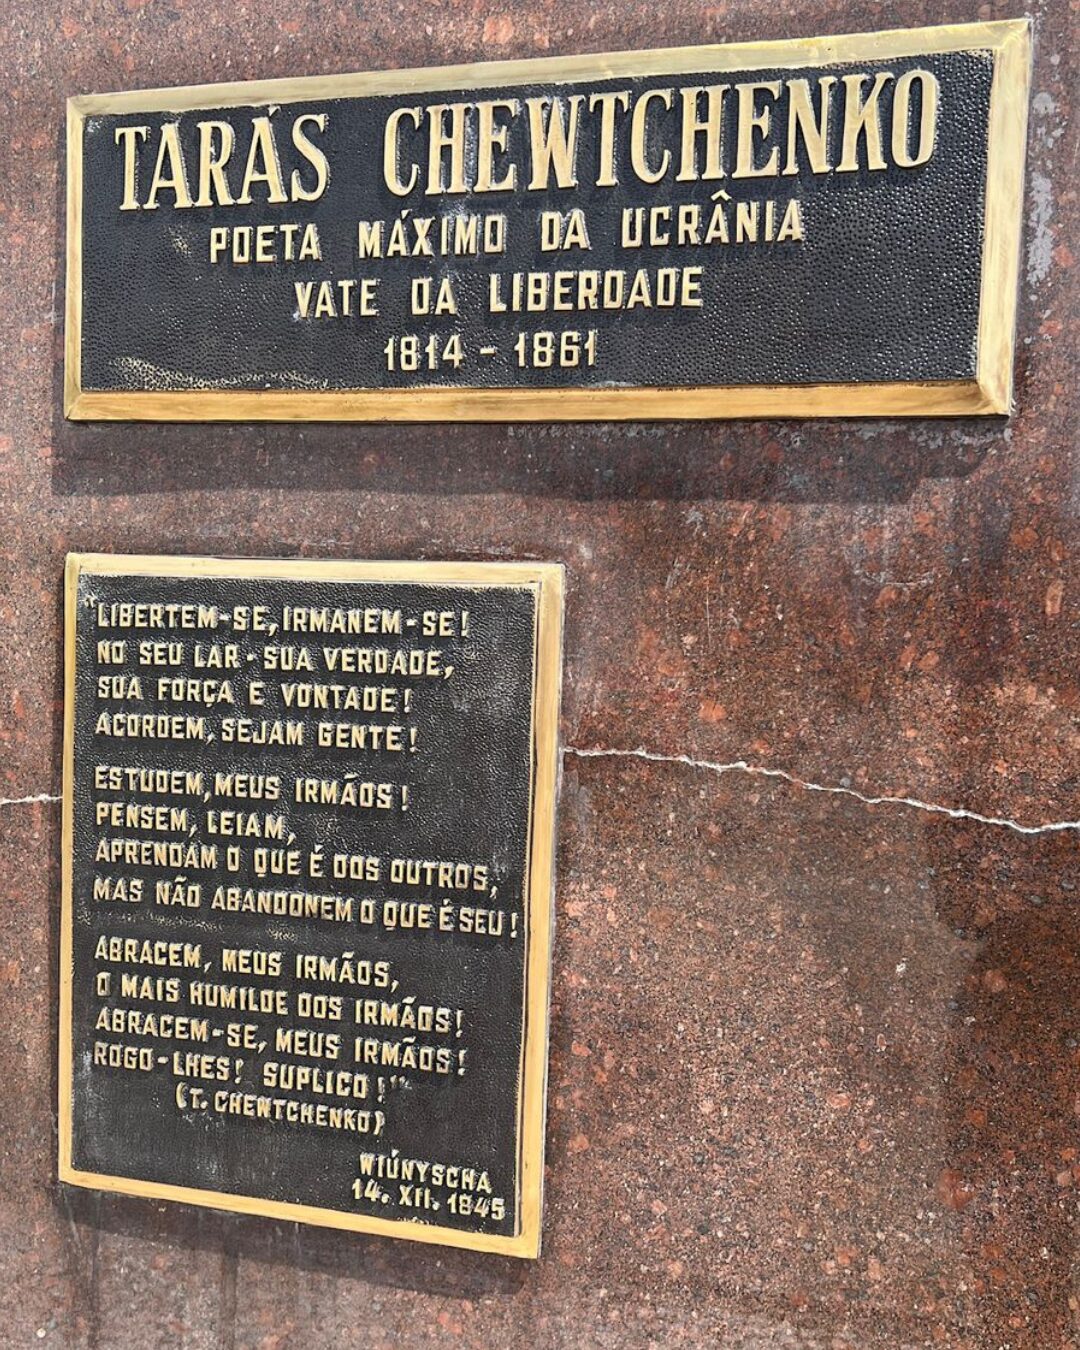 TARÁS CHEWTCHENKO
POETA MÁXIMO DA UCRÂNIA
VATE DA LIBERDADE
1814 - 1861
"LIBERTEM-SE, IRMANEM-SE!
NO SEU LAR - SUA VERDADE,
SUA FORÇA E VONTADE!
ACORDEM, SEJAM GENTE!
ESTUDEM, MEUS IRMÃOS!
PENSEM, LEIAM,
APRENDAM O QUE É DOS OUTROS,
MAS NÃO ABANDONEM O QUE É SEU!
ABRACEM, MEUS IRMÃOS,
O MAIS HUMILDE DOS IRMÃOS!
ABRACEM-SE, MEUS IRMÃOS!
ROGO-LHES! SUPLICO!"
(T. CHEWTCHENKO)
WIÚNYSCHA
14. XII. 1845